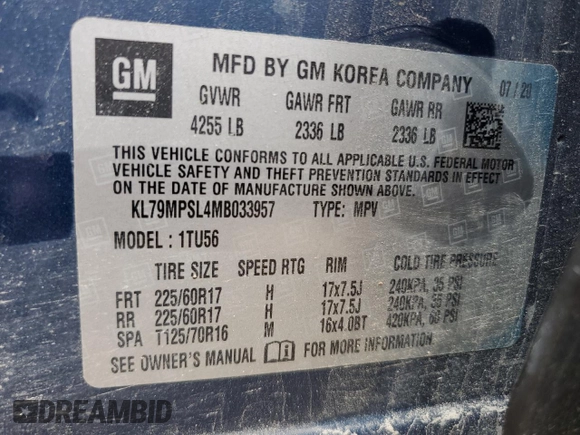 GM
MFD BY GM KOREA COMPANY 07 / 20
GVWR GAWR FRT GAWR RR
4255 LB 2336 LB 2336 LB
THIS VEHICLE CONFORMS TO ALL APPLICABLE U.S. FEDERAL MOTOR
VEHICLE SAFETY AND THEFT PREVENTION STANDARDS IN EFFECT
ON THE DATE OF MANUFACTURE SHOWN ABOVE.
KL79MPSL4MB033957 TYPE: MPV
MODEL: 1TU56
TIRE SIZE SPEED RTG RIM COLD TIRE PRESSURE
FRT 225/60R17 H 17x7.5J 240KPA, 35 PSI
RR 225/60R17 H 17x7.5J 240KPA, 35 PSI
SPA T125/70R16 M 16x4.0BT 420KPA, 60 PSI
SEE OWNER'S MANUAL FOR MORE INFORMATION
DREAMBID